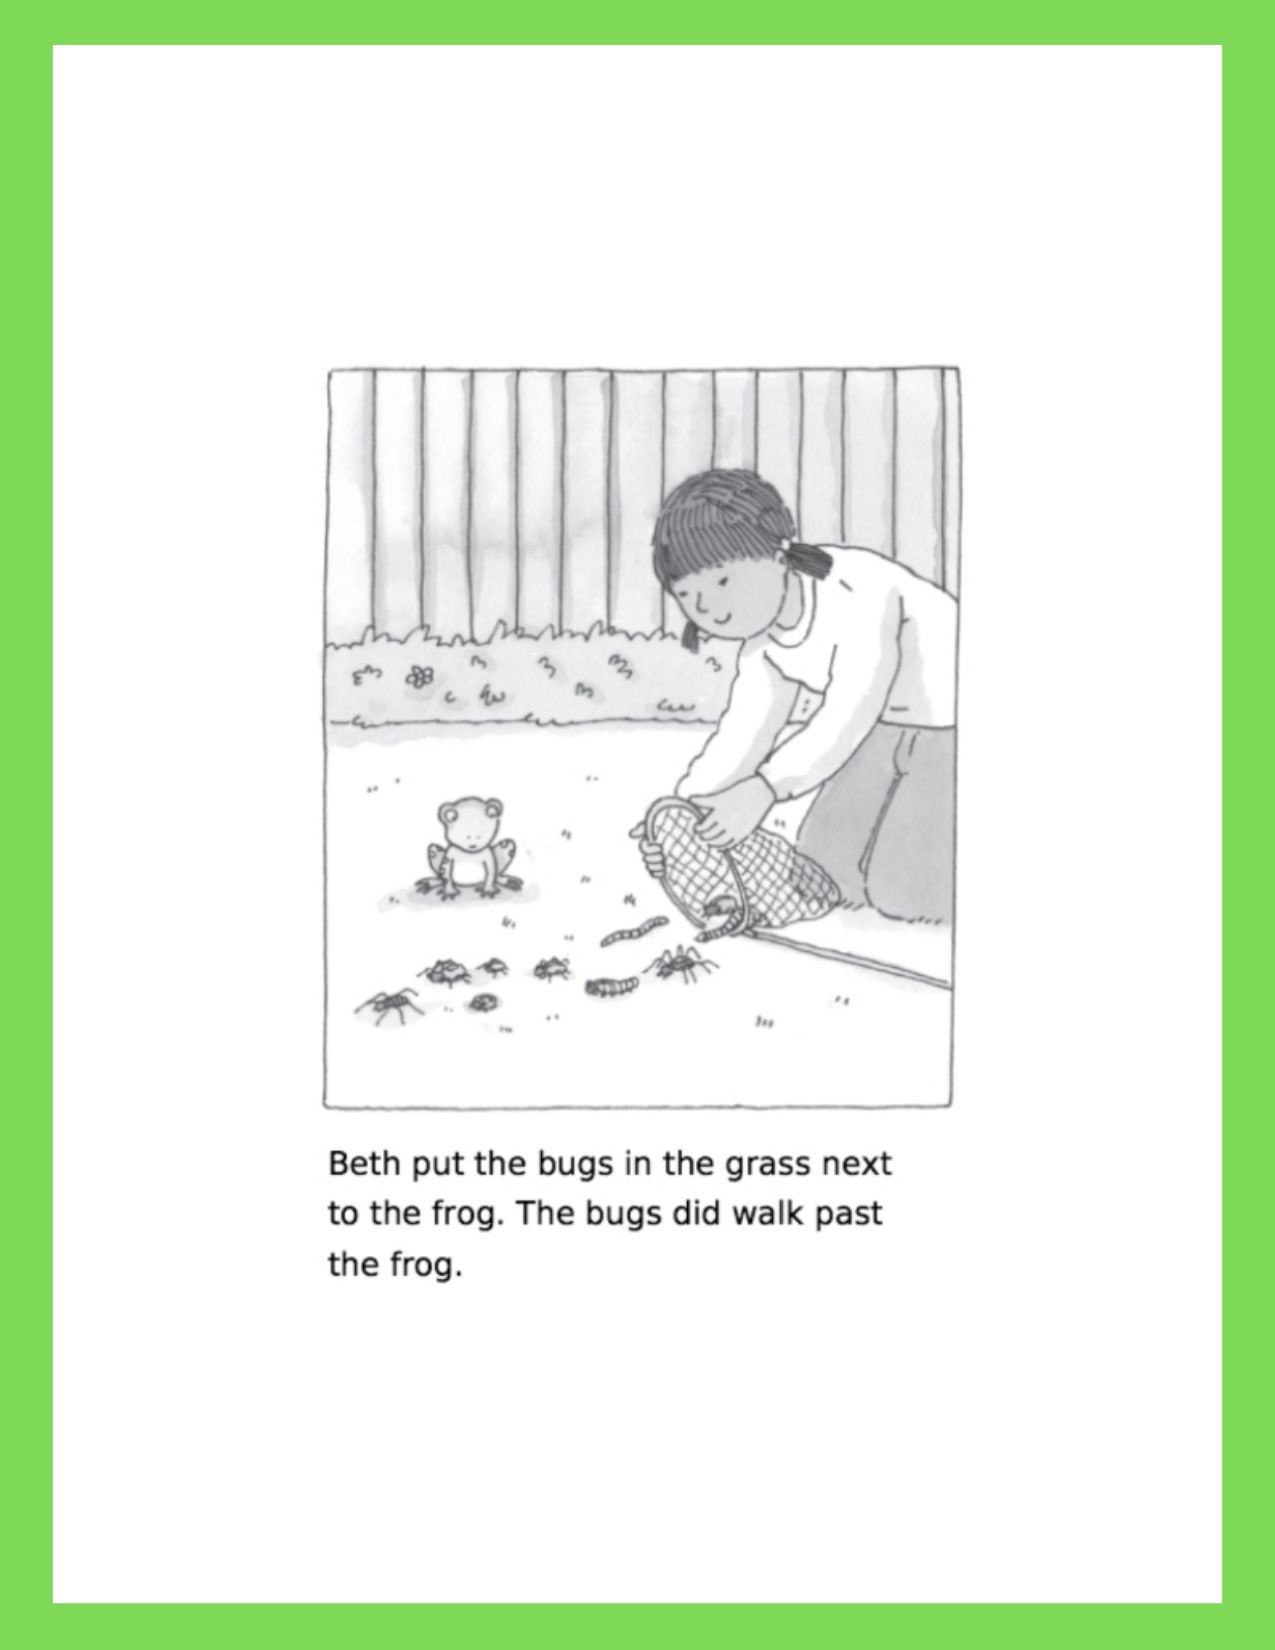 Beth put the bugs in the grass next
to the frog. The bugs did walk past
the frog.